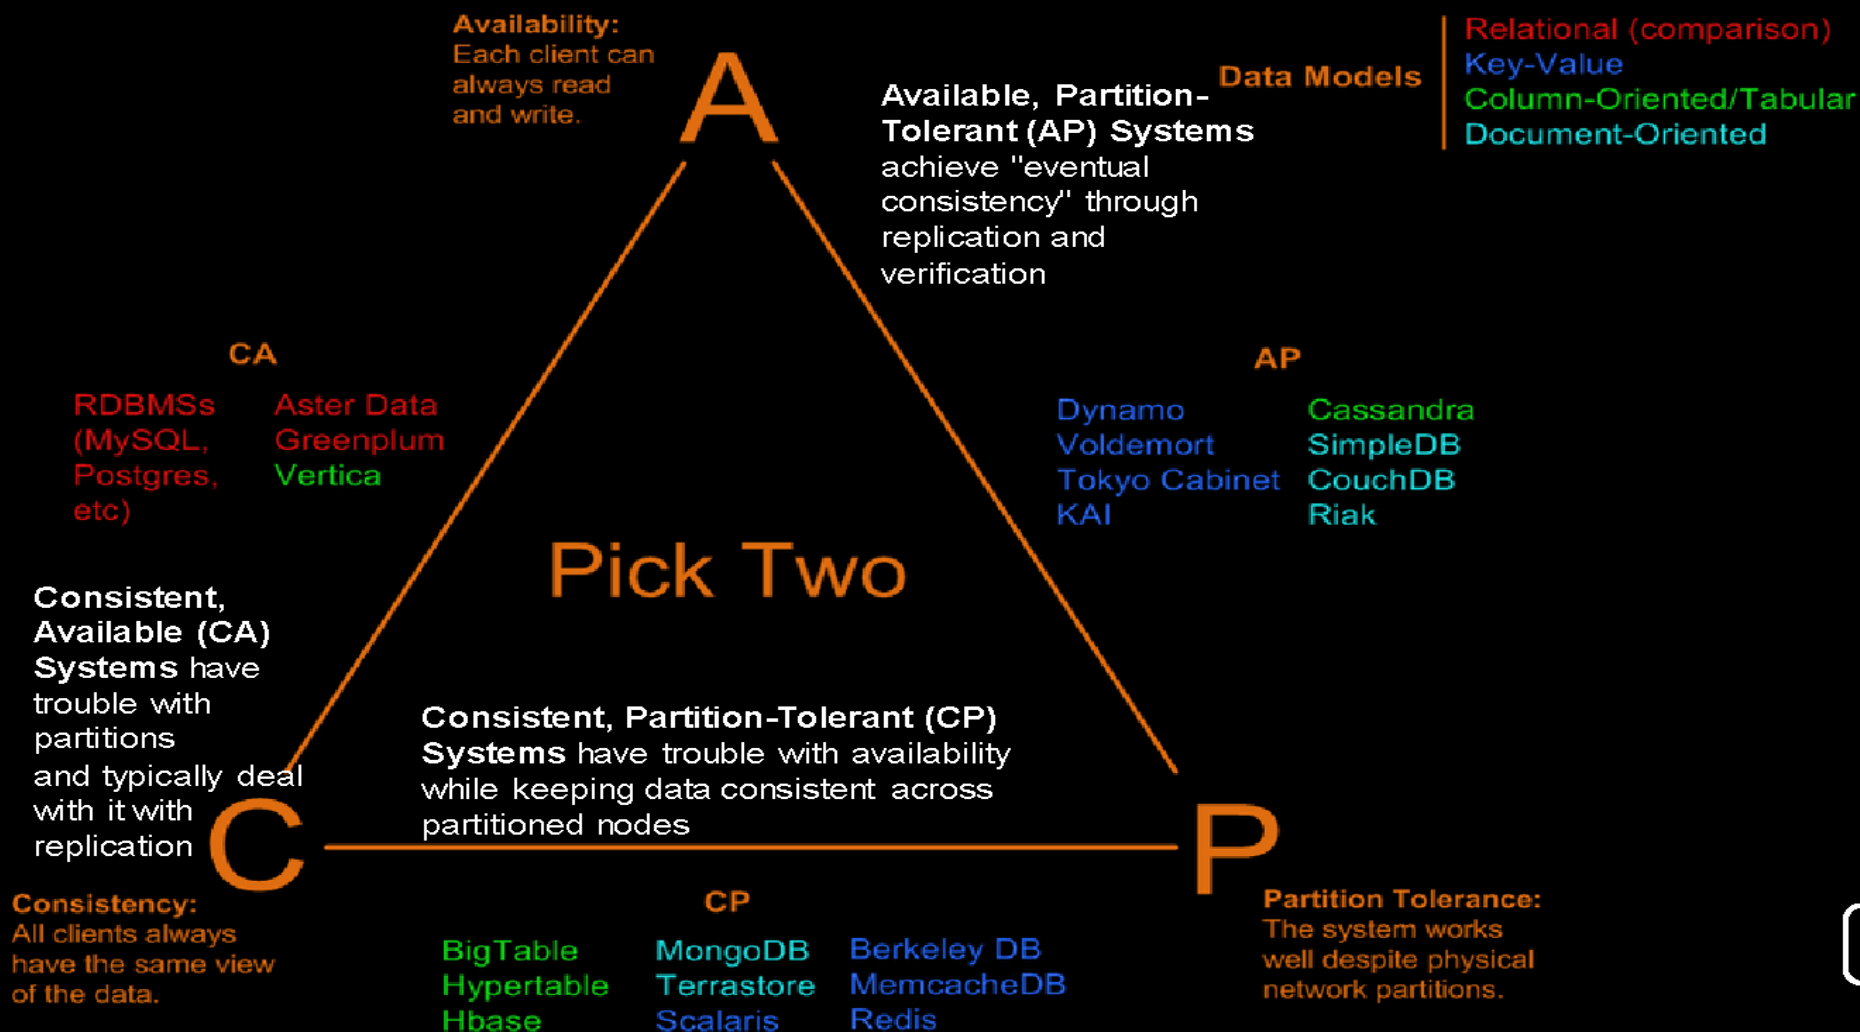 Availability:
Each client can
always read
and write.
A
Available, Partition-
Tolerant (AP) Systems
achieve "eventual
consistency" through
replication and
verification
Data Models
Relational (comparison)
Key-Value
Column-Oriented/Tabular
Document-Oriented
CA
RDBMSs
(MySQL,
Postgres,
etc)
Aster Data
Greenplum
Vertica
AP
Dynamo
Voldemort
Tokyo Cabinet
KAI
Cassandra
SimpleDB
CouchDB
Riak
Pick Two
Consistent,
Available (CA)
Systems have
trouble with
partitions
and typically deal
with it with
replication
Consistent, Partition-Tolerant (CP)
Systems have trouble with availability
while keeping data consistent across
partitioned nodes
C
P
Consistency:
All clients always
have the same view
of the data.
CP
BigTable
Hypertable
Hbase
MongoDB
Terrastore
Scalaris
Berkeley DB
MemcacheDB
Redis
Partition Tolerance:
The system works
well despite physical
network partitions.